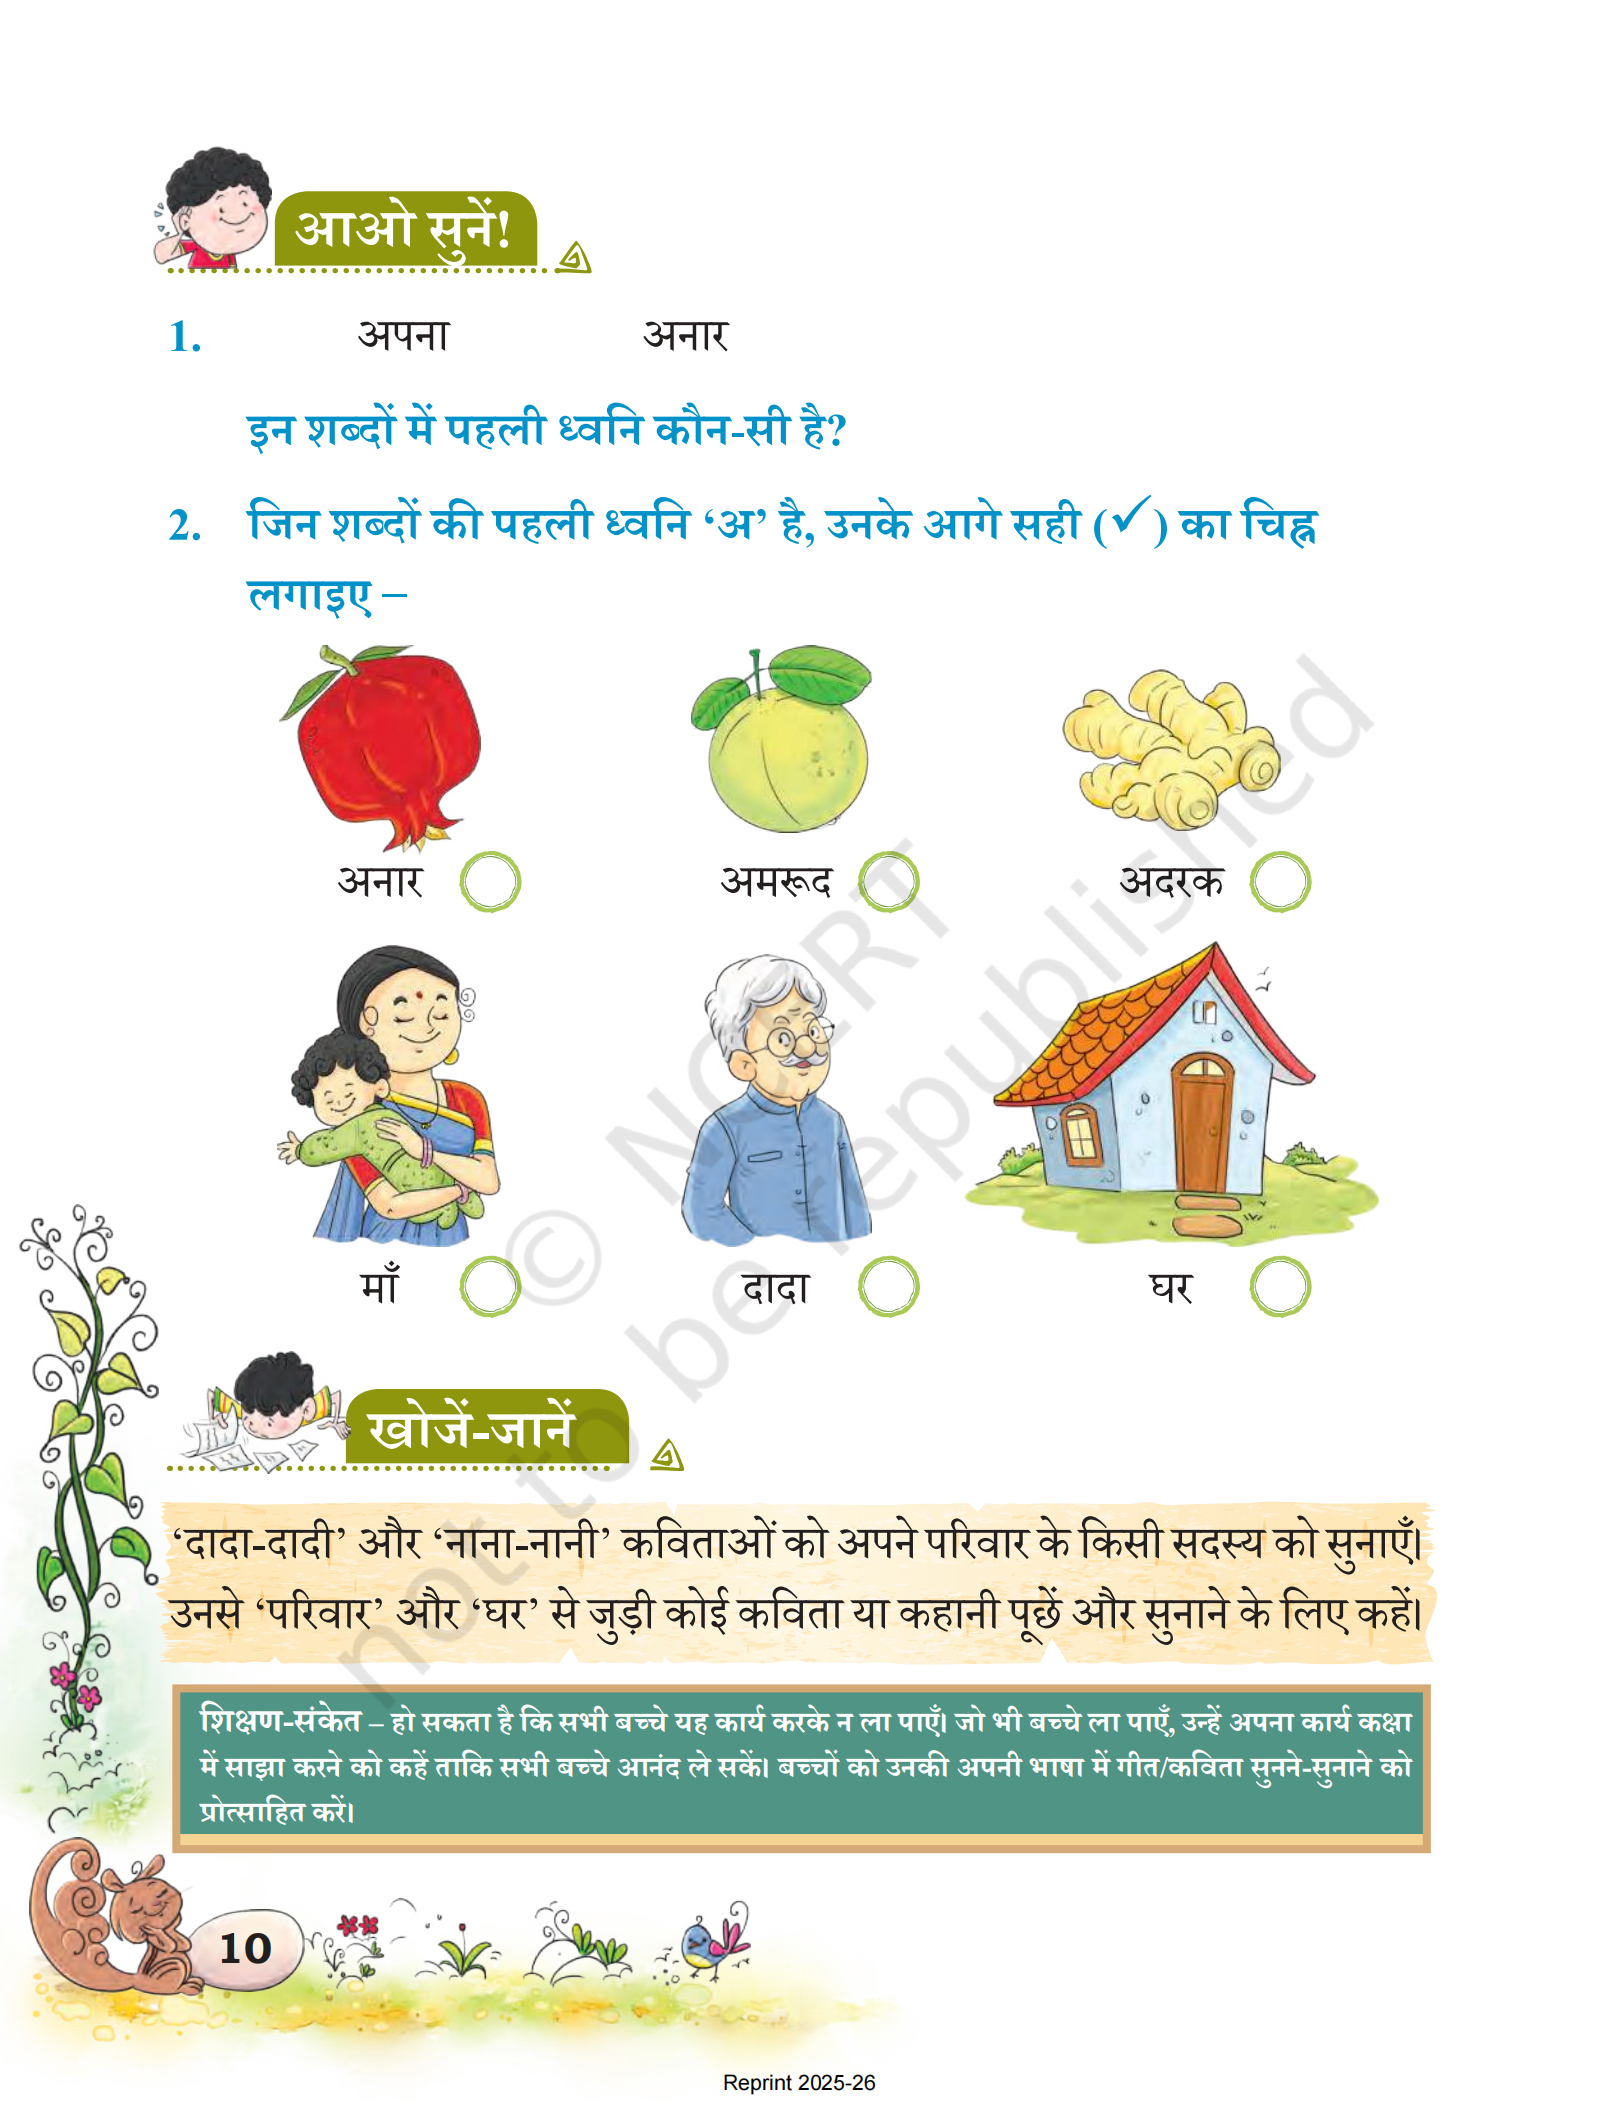 आओ सुनें!
1. अपना अनार
इन शब्दों में पहली ध्वनि कौन-सी है?
2. जिन शब्दों की पहली ध्वनि ‘अ’ है, उनके आगे सही (✓) का चिह्न
लगाइए –
अनार अमरूद अदरक
माँ दादा घर
खोजें-जानें
‘दादा-दादी’ और ‘नाना-नानी’ कविताओं को अपने परिवार के किसी सदस्य को सुनाएँ।
उनसे ‘परिवार’ और ‘घर’ से जुड़ी कोई कविता या कहानी पूछें और सुनाने के लिए कहें।
शिक्षण-संकेत – हो सकता है कि सभी बच्चे यह कार्य करके न ला पाएँ। जो भी बच्चे ला पाएँ, उन्हें अपना कार्य कक्षा
में साझा करने को कहें ताकि सभी बच्चे आनंद ले सकें। बच्चों को उनकी अपनी भाषा में गीत/कविता सुनने-सुनाने को
प्रोत्साहित करें।
10
Reprint 2025-26
© NCERT
not to be republished